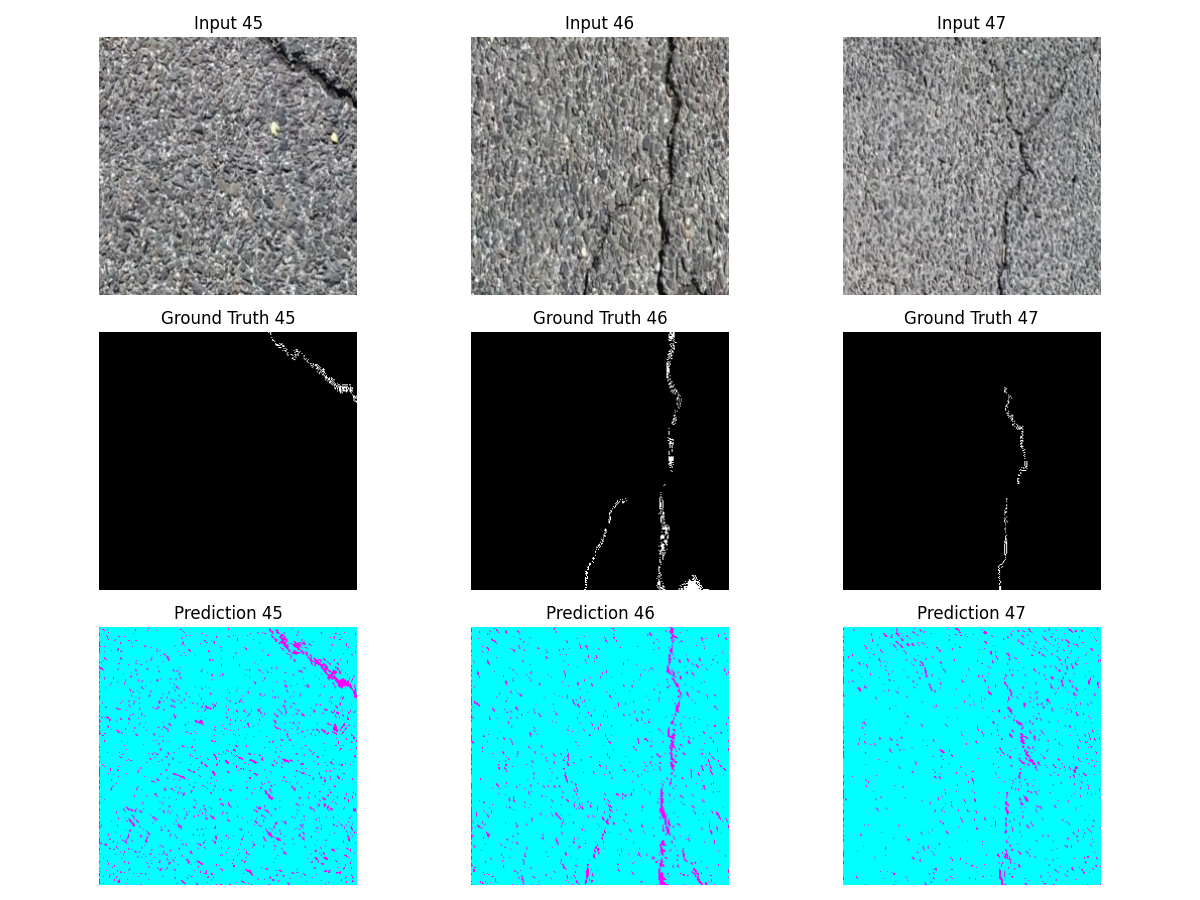 Input 45
Input 46
Input 47
Ground Truth 45
Ground Truth 46
Ground Truth 47
Prediction 45
Prediction 46
Prediction 47